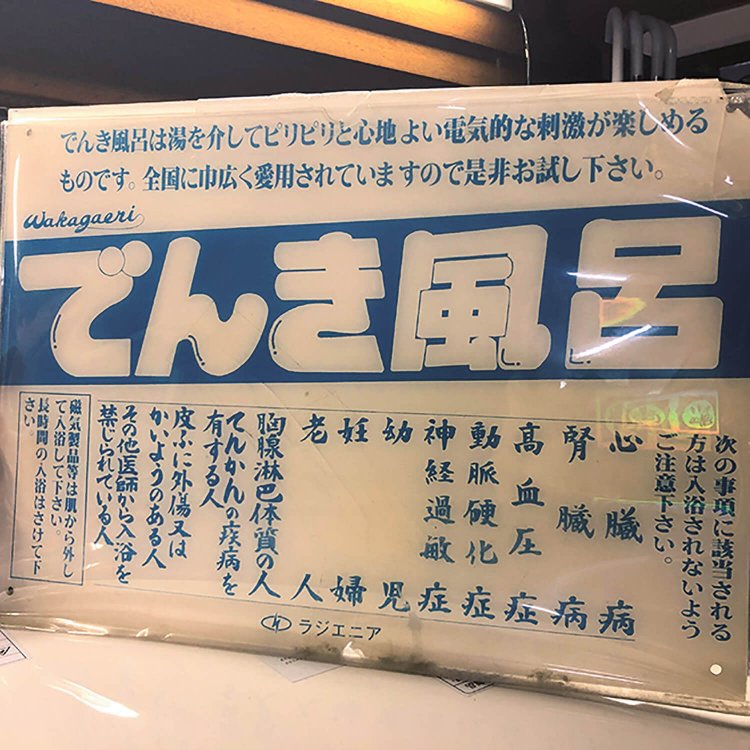 でんき風呂は湯を介してピリピリと心地よい電気的な刺激が楽しめる
ものです。全国に巾広く愛用されていますので是非お試し下さい。
Wakagaeri
でんき風呂
次の事項に該当される
方は入浴されないよう
ご注意下さい。
心臓病
腎臓病
高血圧症
動脈硬化症
神経過敏症
幼児
妊婦
老人
胸腺淋巴体質の人
てんかんの疾病を
有する人
皮ふに外傷又は
かいようのある人
その他医師から入浴を
禁じられている人
磁気製品等は肌から外し
て入浴して下さい。
長時間の入浴はさけて下
さい。
ラジエニア